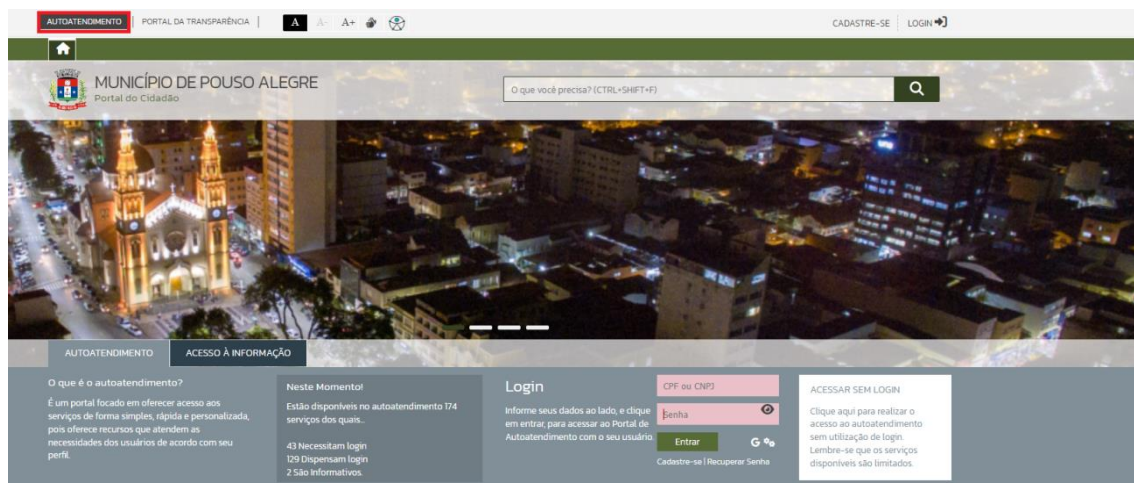 AUTOATENDIMENTO
PORTAL DA TRANSPARÊNCIA
A A- A+
CADASTRE-SE
LOGIN
MUNICÍPIO DE POUSO ALEGRE
Portal do Cidadão
O que você precisa? (CTRL+SHIFT+F)
AUTOATENDIMENTO
ACESSO À INFORMAÇÃO
O que é o autoatendimento?
É um portal focado em oferecer acesso aos
serviços de forma simples, rápida e personalizada,
pois oferece recursos que atendem as
necessidades dos usuários de acordo com seu
perfil.
Neste Momento!
Estão disponíveis no autoatendimento 174
serviços dos quais...
43 Necessitam login
129 Dispensam login
2 São Informativos.
Login
Informe seus dados ao lado, e clique
em entrar, para acessar ao Portal de
Autoatendimento com o seu usuário.
CPF ou CNPJ
Senha
Entrar
G
Cadastre-se | Recuperar Senha
ACESSAR SEM LOGIN
Clique aqui para realizar o
acesso ao autoatendimento
sem utilização de login.
Lembre-se que os serviços
disponíveis são limitados.